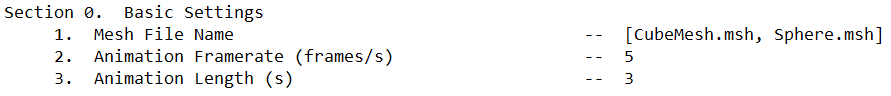 Section 0.  Basic Settings
     1.  Mesh File Name                                   --  [CubeMesh.msh, Sphere.msh]
     2.  Animation Framerate (frames/s)                   --  5
     3.  Animation Length (s)                             --  3